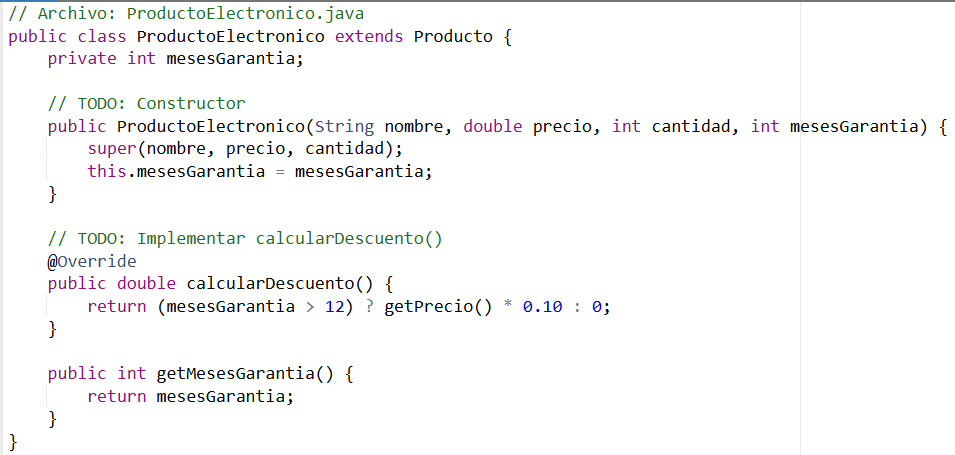 // Archivo: ProductoElectronico.java
public class ProductoElectronico extends Producto {
    private int mesesGarantia;

    // TODO: Constructor
    public ProductoElectronico(String nombre, double precio, int cantidad, int mesesGarantia) {
        super(nombre, precio, cantidad);
        this.mesesGarantia = mesesGarantia;
    }

    // TODO: Implementar calcularDescuento()
    @Override
    public double calcularDescuento() {
        return (mesesGarantia > 12) ? getPrecio() * 0.10 : 0;
    }

    public int getMesesGarantia() {
        return mesesGarantia;
    }
}